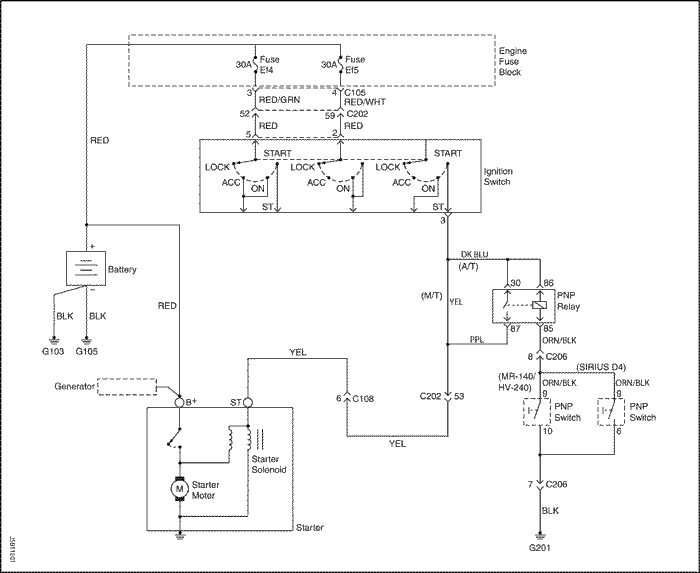 30A
Fuse
Ef4
30A
Fuse
Ef5
Engine
Fuse
Block
3
4
C105
RED/GRN
RED/WHT
52
59
C202
RED
RED
RED
5
2
LOCK
START
ACC
ON
LOCK
ACC
ON
LOCK
START
ACC
ON
Ignition
Switch
ST
ST
3
DK BLU
(A/T)
(M/T)
YEL
30
86
PNP
Relay
87
85
PPL
ORN/BLK
8
C206
(MR-140/
HV-240)
(SIRIUS D4)
ORN/BLK
ORN/BLK
9
9
PNP
Switch
PNP
Switch
10
6
7
C206
BLK
G201
+
Battery
-
BLK
BLK
G103
G105
RED
YEL
Generator
B+
ST
6
C108
C202
53
YEL
Starter
Solenoid
M
Starter
Motor
Starter